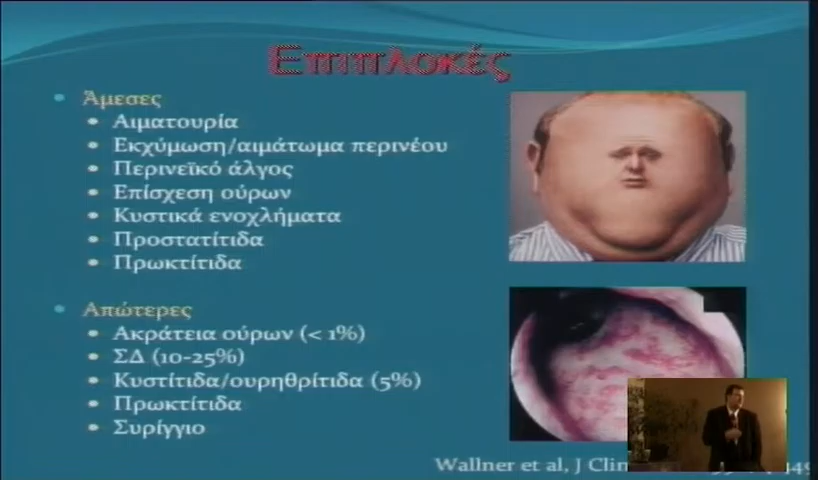 Επιπλοκές
Άμεσες
Αιματουρία
Εκχύμωση/αιμάτωμα περινέου
Περινεϊκό άλγος
Επίσχεση ούρων
Κυστικά ενοχλήματα
Προστατίτιδα
Πρωκτίτιδα
Απώτερες
Ακράτεια ούρων (< 1%)
ΣΔ (10-25%)
Κυστίτιδα/ουρηθρίτιδα (5%)
Πρωκτίτιδα
Συρίγγιο
Wallner et al, J Clin